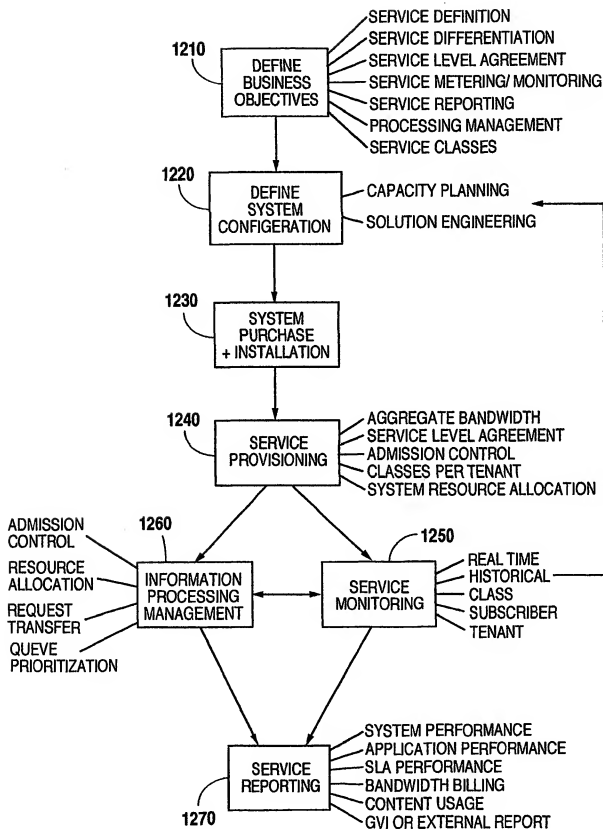 1210
DEFINE
BUSINESS
OBJECTIVES
SERVICE DEFINITION
SERVICE DIFFERENTIATION
SERVICE LEVEL AGREEMENT
SERVICE METERING/ MONITORING
SERVICE REPORTING
PROCESSING MANAGEMENT
SERVICE CLASSES
1220
DEFINE
SYSTEM
CONFIGERATION
CAPACITY PLANNING
SOLUTION ENGINEERING
1230
SYSTEM
PURCHASE
+ INSTALLATION
1240
SERVICE
PROVISIONING
AGGREGATE BANDWIDTH
SERVICE LEVEL AGREEMENT
ADMISSION CONTROL
CLASSES PER TENANT
SYSTEM RESOURCE ALLOCATION
ADMISSION
CONTROL
RESOURCE
ALLOCATION
REQUEST
TRANSFER
QUEVE
PRIORITIZATION
1260
INFORMATION
PROCESSING
MANAGEMENT
1250
SERVICE
MONITORING
REAL TIME
HISTORICAL
CLASS
SUBSCRIBER
TENANT
SERVICE
REPORTING
1270
SYSTEM PERFORMANCE
APPLICATION PERFORMANCE
SLA PERFORMANCE
BANDWIDTH BILLING
CONTENT USAGE
GVI OR EXTERNAL REPORT